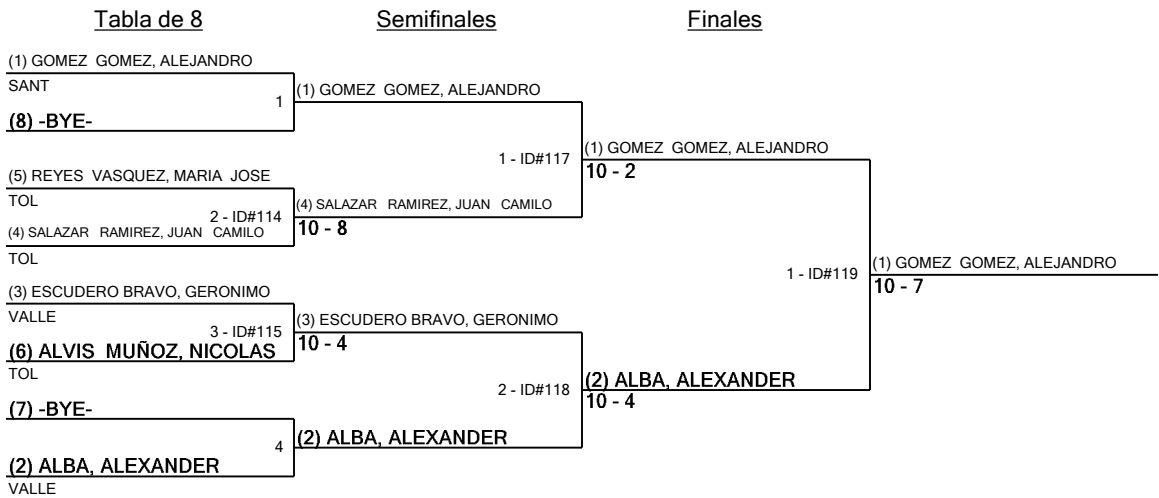 Tabla de 8
Semifinales
Finales
(1) GOMEZ GOMEZ, ALEJANDRO
SANT
1
(8) -BYE-
(1) GOMEZ GOMEZ, ALEJANDRO
1 - ID#117
(1) GOMEZ GOMEZ, ALEJANDRO
10 - 2
(5) REYES VASQUEZ, MARIA JOSE
TOL
2 - ID#114
(4) SALAZAR RAMIREZ, JUAN CAMILO
TOL
(4) SALAZAR RAMIREZ, JUAN CAMILO
10 - 8
1 - ID#119
(1) GOMEZ GOMEZ, ALEJANDRO
10 - 7
(3) ESCUDERO BRAVO, GERONIMO
VALLE
3 - ID#115
(6) ALVIS MUÑOZ, NICOLAS
TOL
(3) ESCUDERO BRAVO, GERONIMO
10 - 4
2 - ID#118
(2) ALBA, ALEXANDER
10 - 4
(7) -BYE-
4
(2) ALBA, ALEXANDER
VALLE
(2) ALBA, ALEXANDER